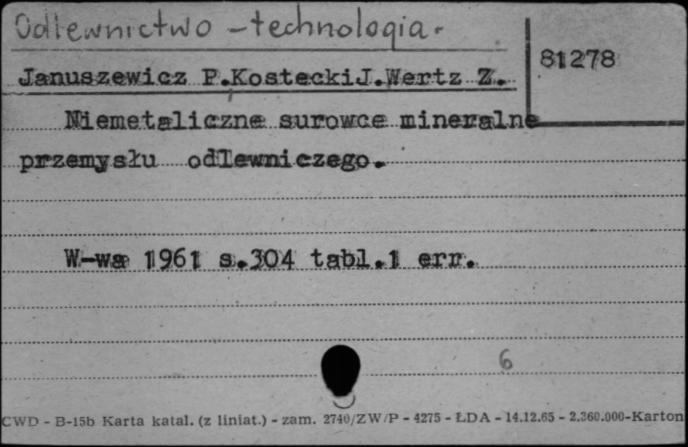 Odlewnictwo - technologia.
81278
Januszewicz P.KosteckiJ.Wertz Z.
Niemetaliczne surowce mineralne
przemysłu odlewniczego.
W-wa 1961 s.304 tabl.1 err.
6
CWD - B-15b Karta katal. (z liniat.) - zam. 2740/ZW/P - 4275 - ŁDA - 14.12.65 - 2.360.000-Karton